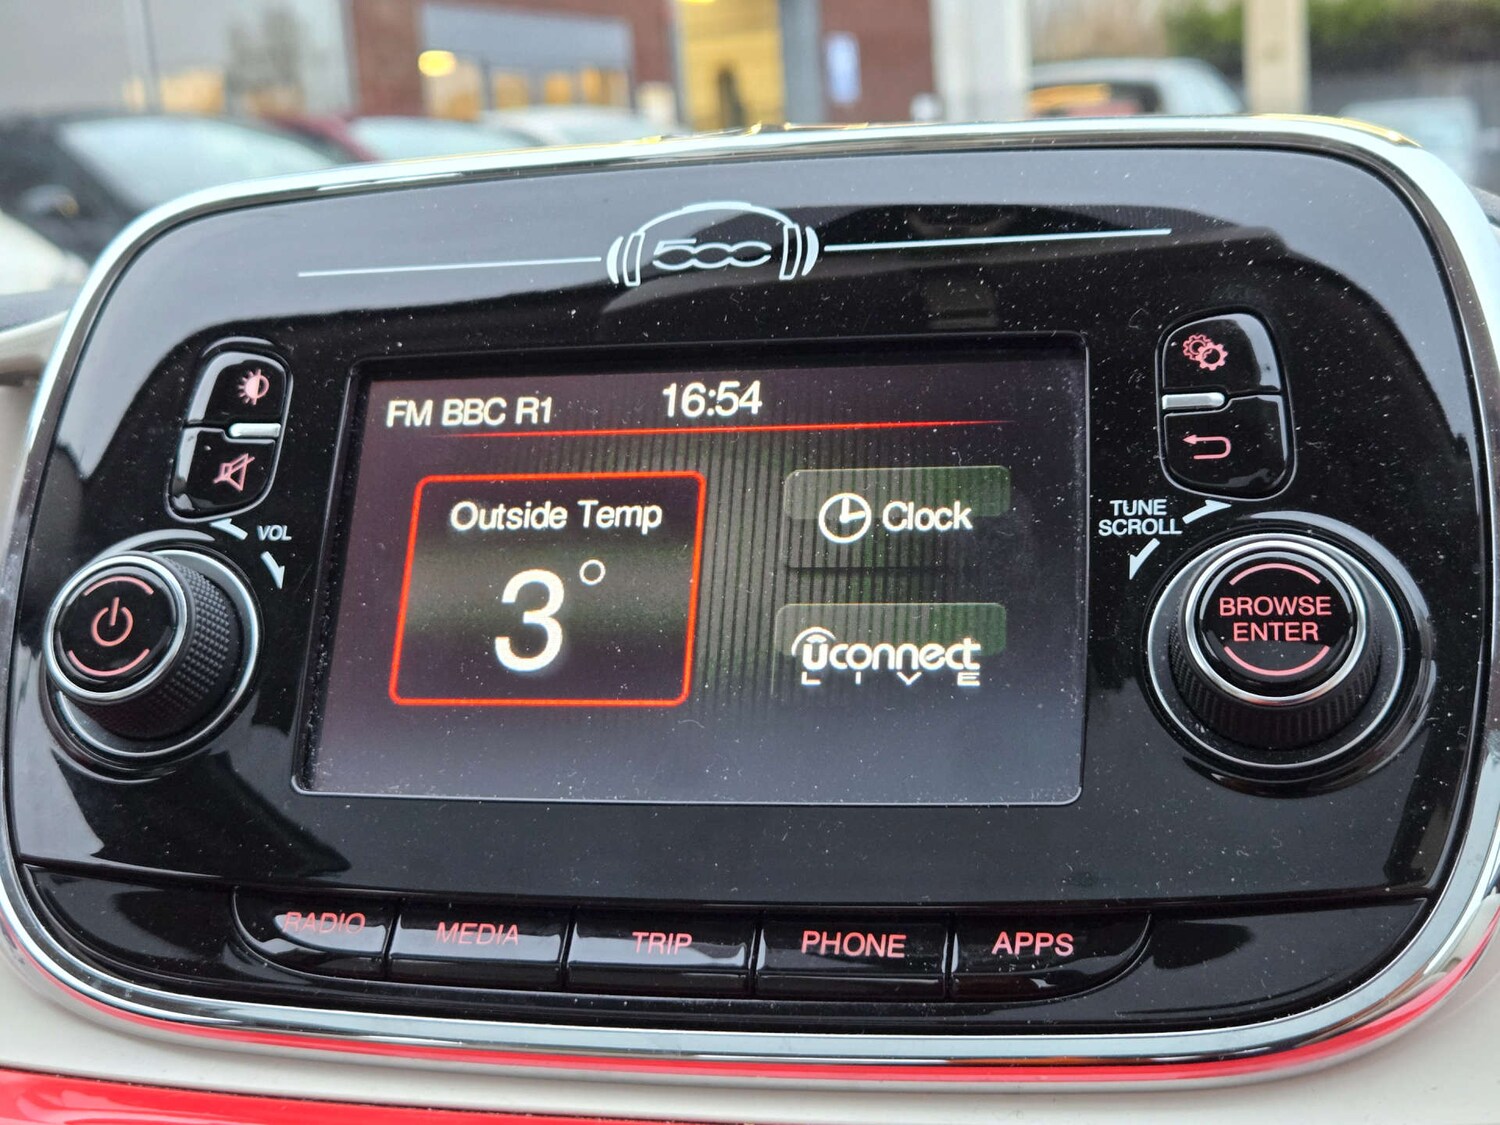 500
FM BBC R1
16:54
Outside Temp
3°
Clock
Uconnect
LIVE
VOL
TUNE
SCROLL
BROWSE
ENTER
RADIO
MEDIA
TRIP
PHONE
APPS